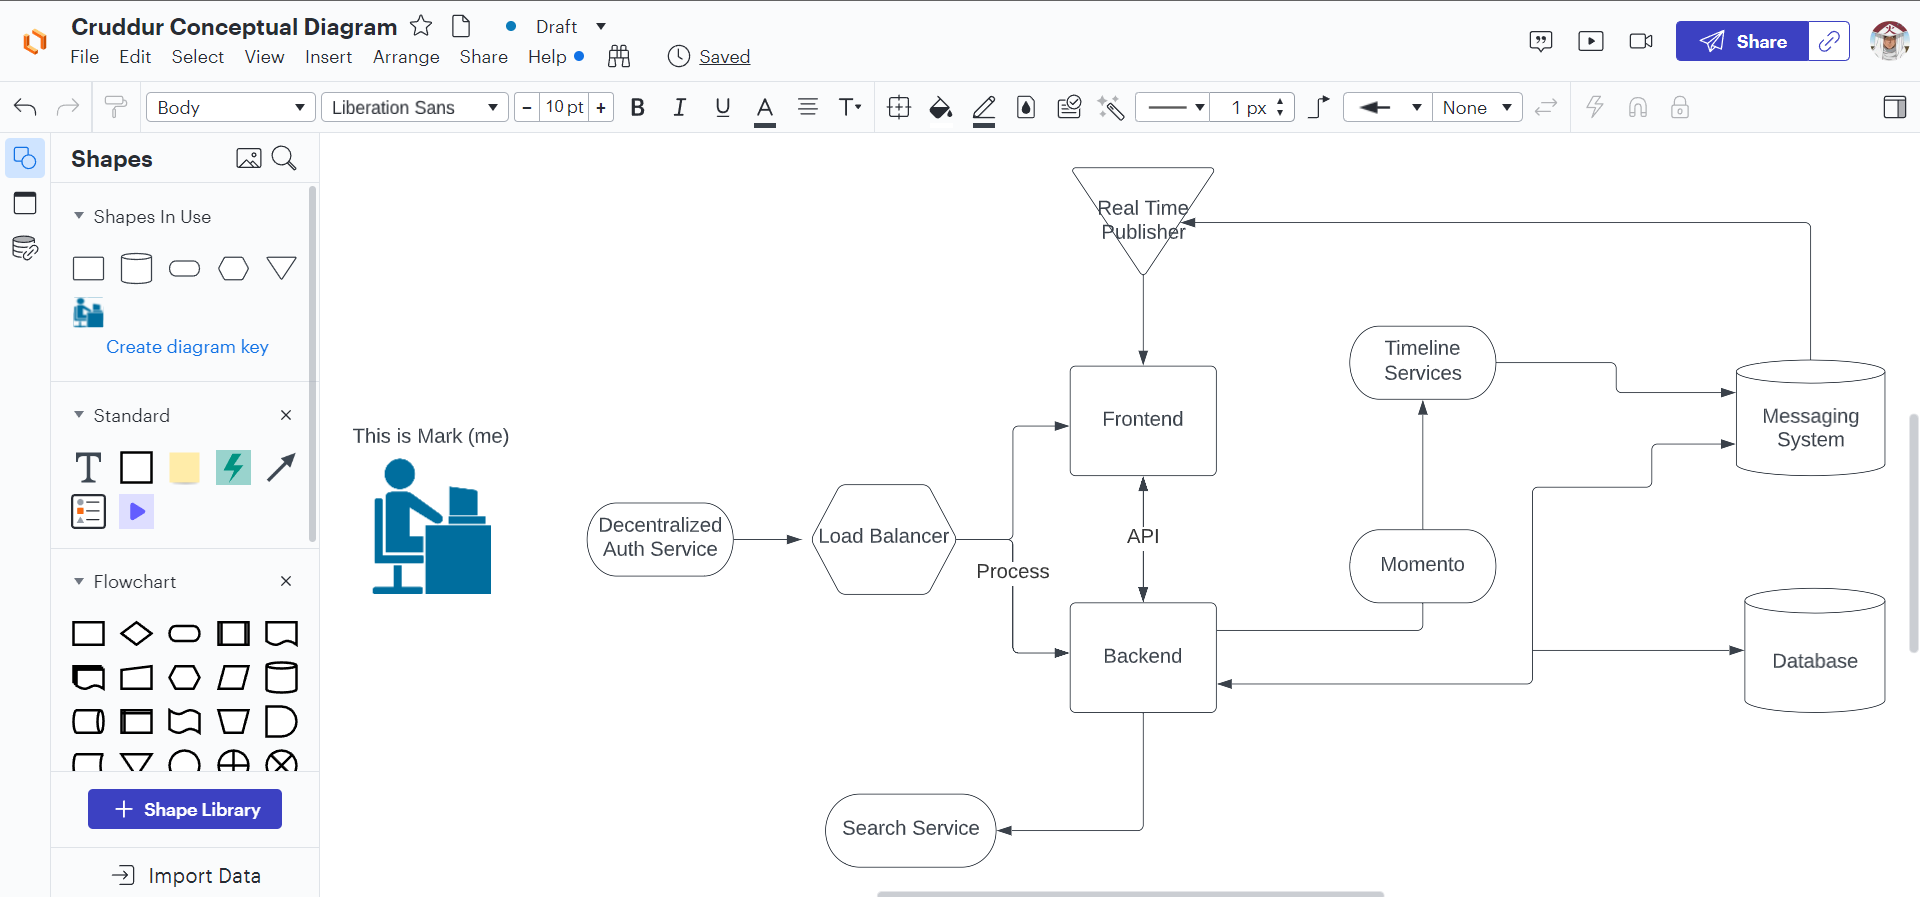 Cruddur Conceptual Diagram
Draft
File Edit Select View Insert Arrange Share Help
Saved
Share
Body
Liberation Sans
- 10 pt +
B I U A T
1 px
None
Shapes
Shapes In Use
Create diagram key
Standard
T
Flowchart
+ Shape Library
Import Data
Real Time
Publisher
Timeline
Services
Messaging
System
Frontend
This is Mark (me)
Decentralized
Auth Service
Load Balancer
API
Process
Momento
Backend
Database
Search Service